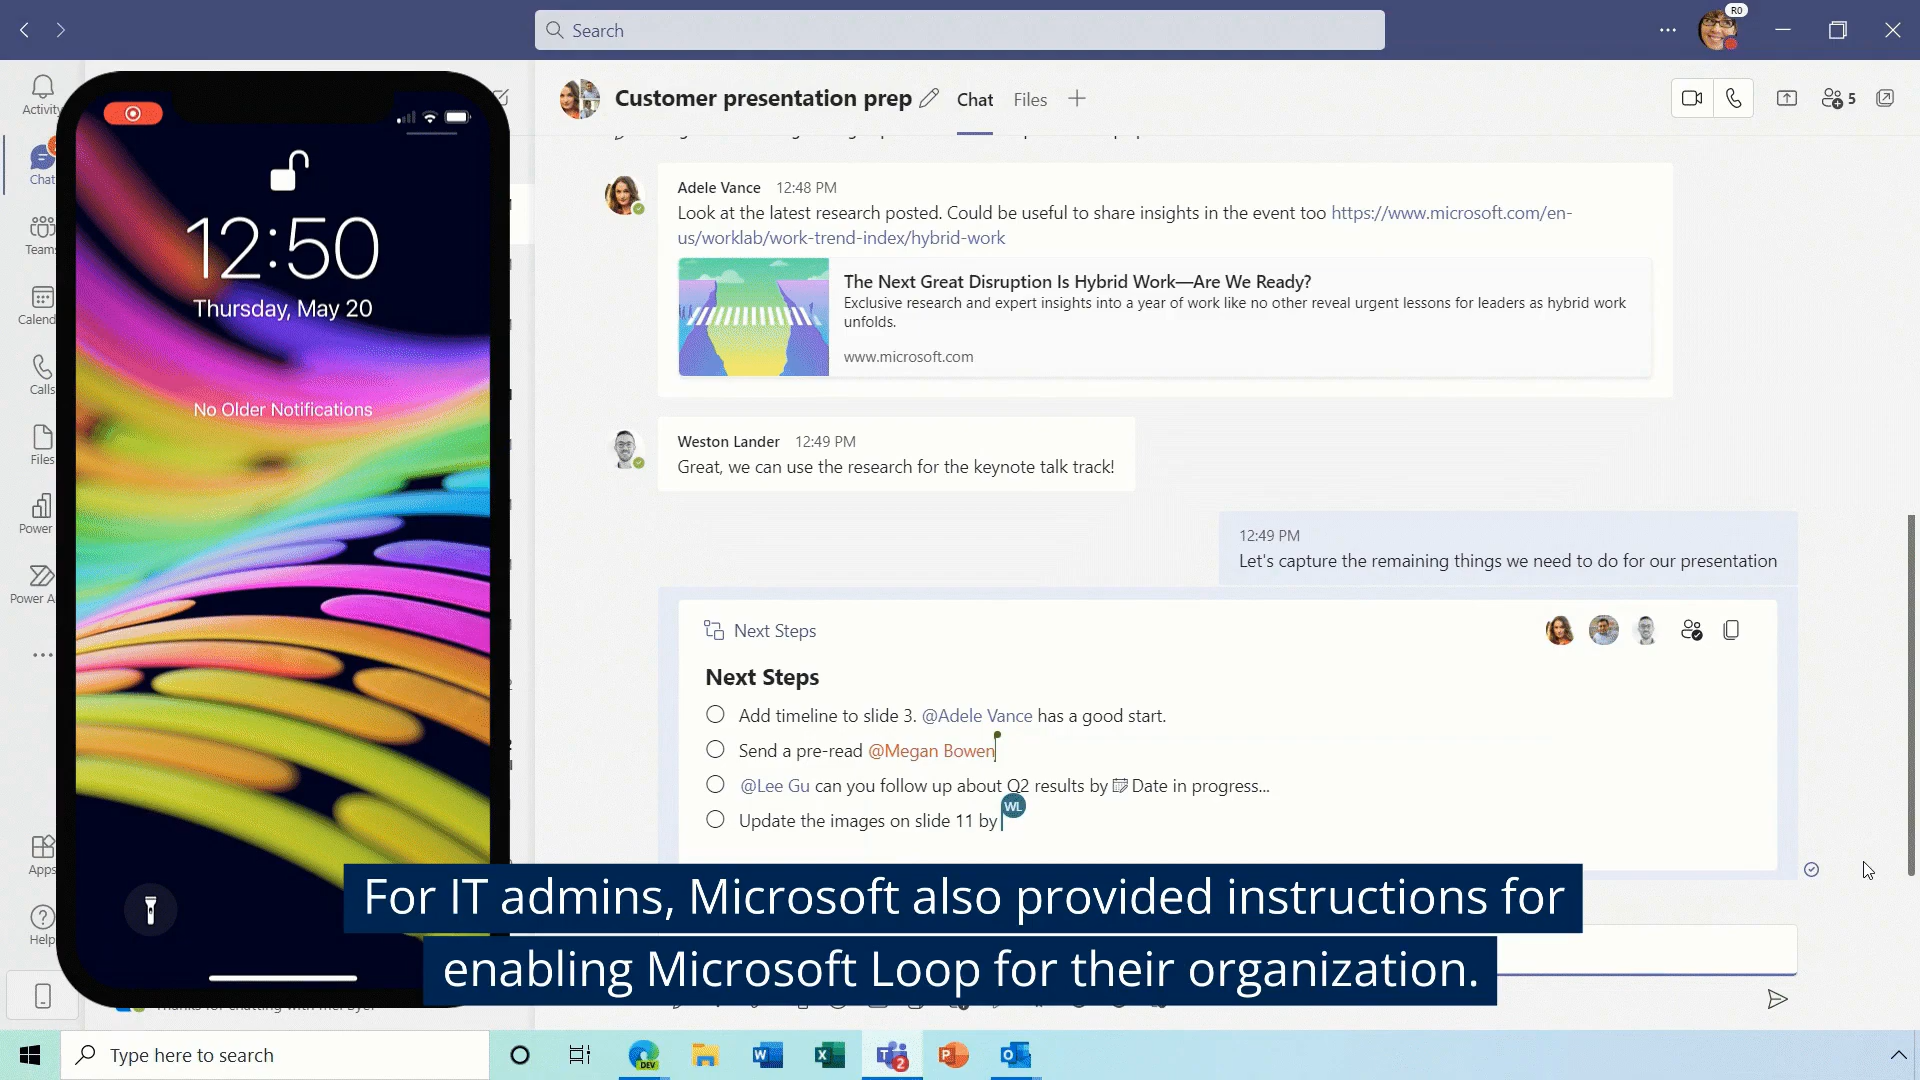 Search
R0
Activity
Chat
Teams
Calend
Calls
Files
Power
Power A
Apps
Help
12:50
Thursday, May 20
No Older Notifications
Customer presentation prep
Chat
Files
5
Adele Vance 12:48 PM
Look at the latest research posted. Could be useful to share insights in the event too https://www.microsoft.com/en-
us/worklab/work-trend-index/hybrid-work
The Next Great Disruption Is Hybrid Work—Are We Ready?
Exclusive research and expert insights into a year of work like no other reveal urgent lessons for leaders as hybrid work
unfolds.
www.microsoft.com
Weston Lander 12:49 PM
Great, we can use the research for the keynote talk track!
12:49 PM
Let's capture the remaining things we need to do for our presentation
Next Steps
Next Steps
Add timeline to slide 3. @Adele Vance has a good start.
Send a pre-read @Megan Bowen
@Lee Gu can you follow up about Q2 results by Date in progress...
WL
Update the images on slide 11 by
For IT admins, Microsoft also provided instructions for
enabling Microsoft Loop for their organization.
Type here to search
DEV
2